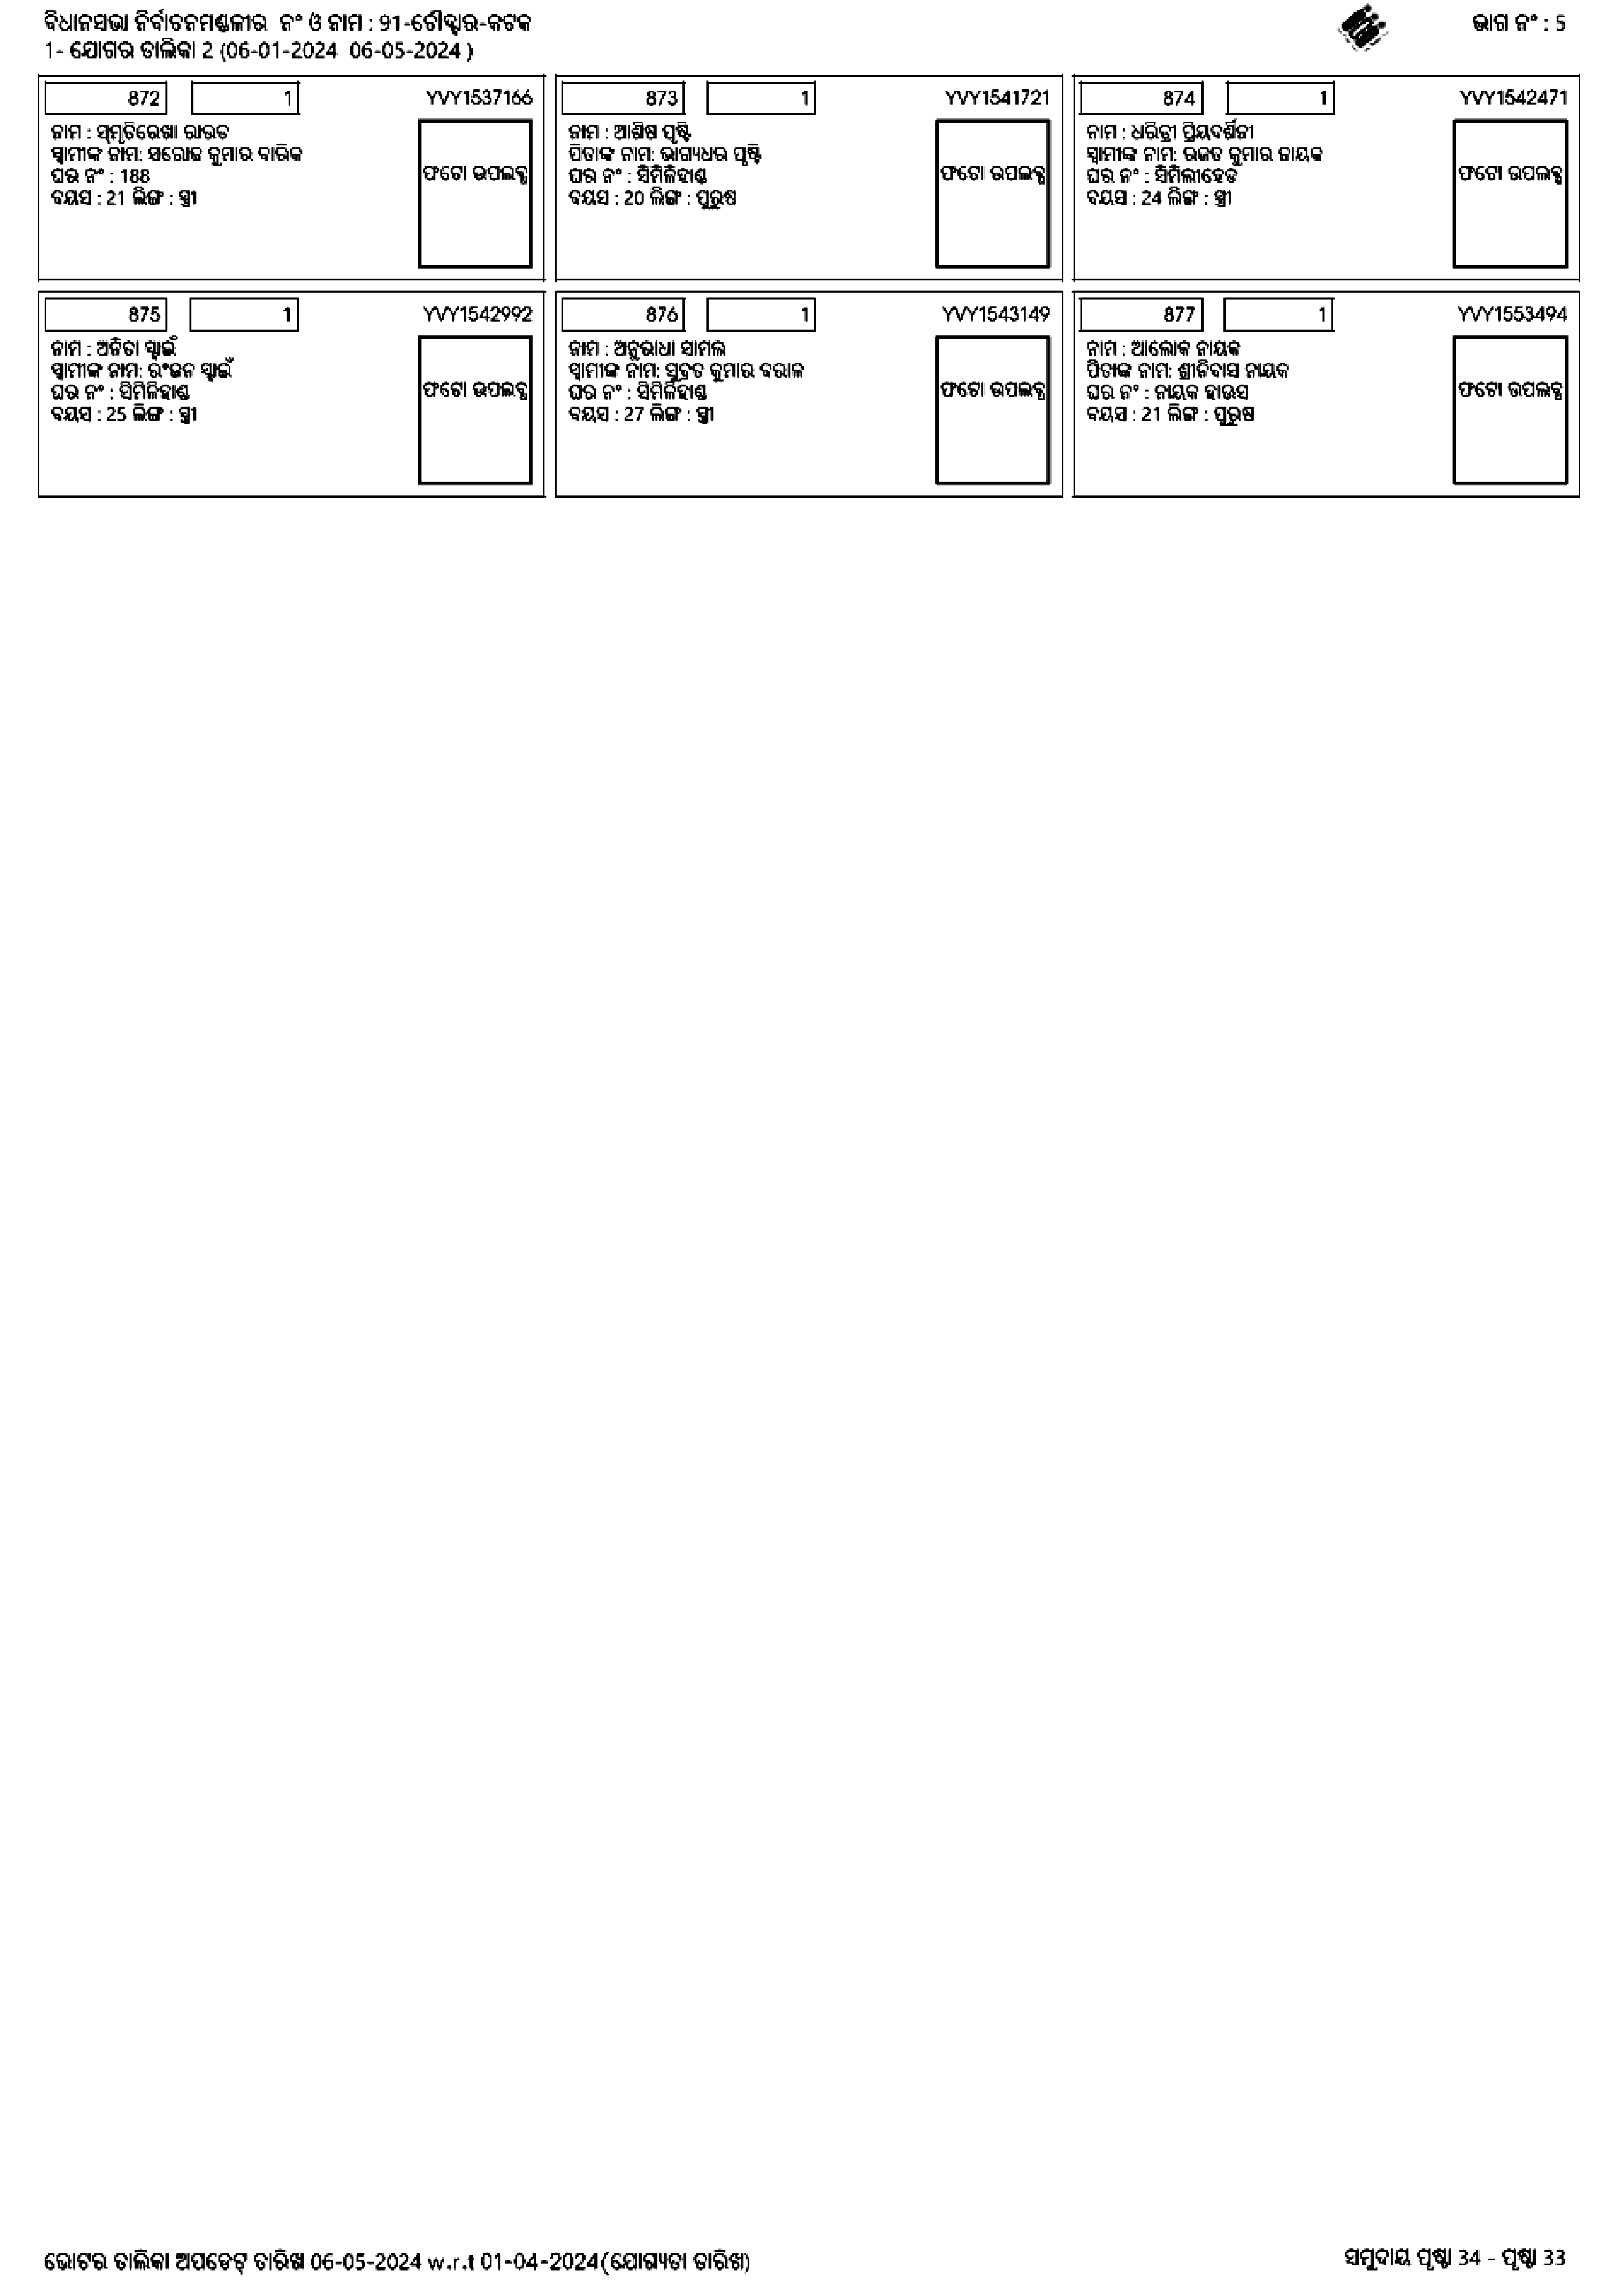 ବିଧାନସଭା ନିର୍ବାଚନମଣ୍ଡଳୀର ନଂ ଓ ନାମ : 91-ଚୌଦ୍ୱାର-କଟକ
ଭାଗ ନଂ : 5
1- ଯୋଗର ତାଲିକା 2 (06-01-2024 06-05-2024 )
872 1 YVY1537166
ନାମ : ସ୍ମୃତିରେଖା ରାଉତ
ସ୍ୱାମୀଙ୍କ ନାମ: ସରୋଜ କୁମାର ବାରିକ
ଘର ନଂ : 188
ବୟସ : 21 ଲିଙ୍ଗ : ସ୍ତ୍ରୀ
ଫଟୋ ଉପଲବ୍ଧ
873 1 YVY1541721
ନାମ : ଆଶିଷ ପୃଷ୍ଟି
ପିତାଙ୍କ ନାମ: ଭାଗ୍ୟଧର ପୃଷ୍ଟି
ଘର ନଂ : ସିମିଳିହାଣ୍ଡ
ବୟସ : 20 ଲିଙ୍ଗ : ପୁରୁଷ
ଫଟୋ ଉପଲବ୍ଧ
874 1 YVY1542471
ନାମ : ଧରିତ୍ରୀ ପ୍ରିୟଦର୍ଶିନୀ
ସ୍ୱାମୀଙ୍କ ନାମ: ରଜତ କୁମାର ନାୟକ
ଘର ନଂ : ସିମିଲୀହେଡ
ବୟସ : 24 ଲିଙ୍ଗ : ସ୍ତ୍ରୀ
ଫଟୋ ଉପଲବ୍ଧ
875 1 YVY1542992
ନାମ : ଅନିତା ସ୍ୱାଇଁ
ସ୍ୱାମୀଙ୍କ ନାମ: ରଂଜନ ସ୍ୱାଇଁ
ଘର ନଂ : ସିମିଳିହାଣ୍ଡ
ବୟସ : 25 ଲିଙ୍ଗ : ସ୍ତ୍ରୀ
ଫଟୋ ଉପଲବ୍ଧ
876 1 YVY1543149
ନାମ : ଅନୁରାଧା ସାମଲ
ସ୍ୱାମୀଙ୍କ ନାମ: ସୁବ୍ରତ କୁମାର ବରାଳ
ଘର ନଂ : ସିମିଳିହାଣ୍ଡ
ବୟସ : 27 ଲିଙ୍ଗ : ସ୍ତ୍ରୀ
ଫଟୋ ଉପଲବ୍ଧ
877 1 YVY1553494
ନାମ : ଆଲୋକ ନାୟକ
ପିତାଙ୍କ ନାମ: ଶ୍ରୀନିବାସ ନାୟକ
ଘର ନଂ : ନାୟକ ହାଉସ
ବୟସ : 21 ଲିଙ୍ଗ : ପୁରୁଷ
ଫଟୋ ଉପଲବ୍ଧ
ଭୋଟର ତାଲିକା ଅପଡେଟ୍ ତାରିଖ 06-05-2024 w.r.t 01-04-2024(ଯୋଗ୍ୟତା ତାରିଖ)
ସମୁଦାୟ ପୃଷ୍ଠା 34 - ପୃଷ୍ଠା 33